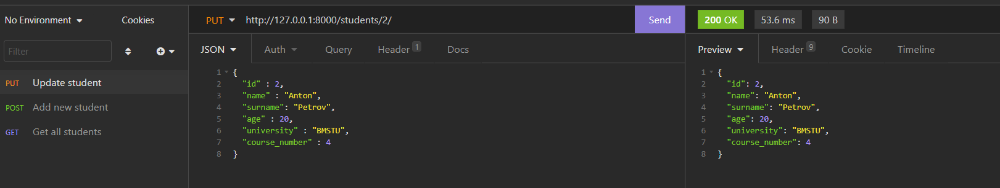 No Environment Cookies
Filter
PUT Update student
POST Add new student
GET Get all students
PUT http://127.0.0.1:8000/students/2/ Send
JSON Auth Query Header 1 Docs
1 {
2 "id" : 2,
3 "name" : "Anton",
4 "surname": "Petrov",
5 "age" : 20,
6 "university" : "BMSTU",
7 "course_number" : 4
8 }
200 OK 53.6 ms 90 B
Preview Header 9 Cookie Timeline
1 {
2 "id": 2,
3 "name": "Anton",
4 "surname": "Petrov",
5 "age": 20,
6 "university": "BMSTU",
7 "course_number": 4
8 }